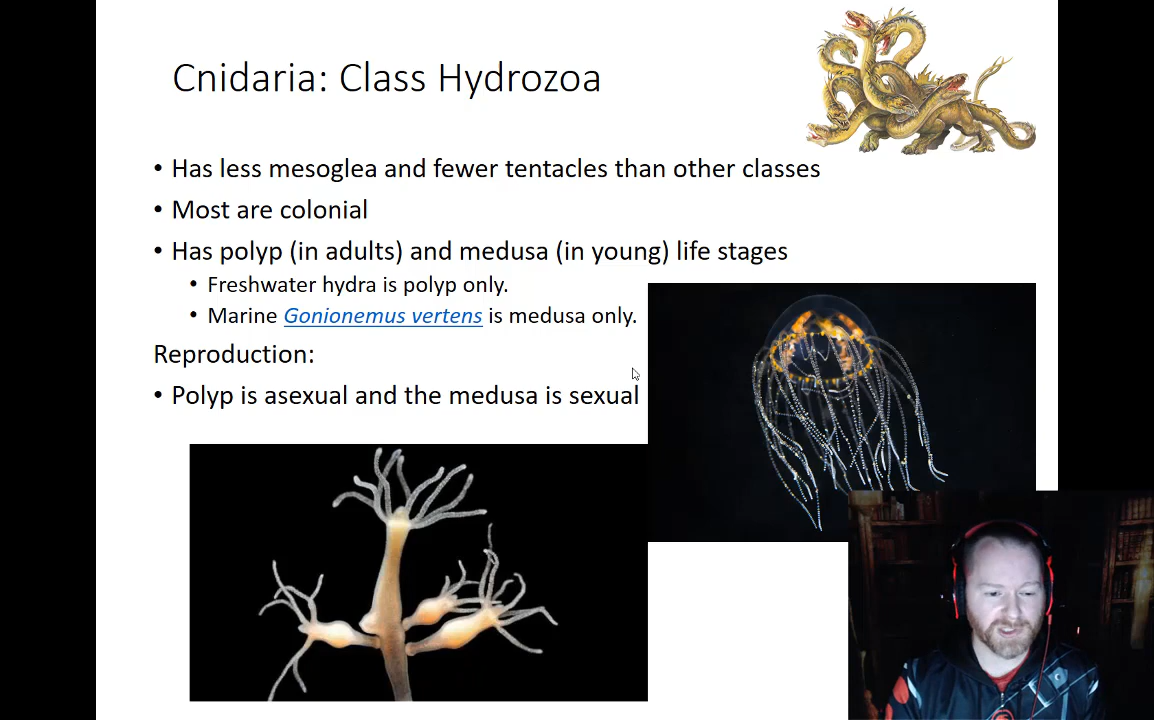 Cnidaria: Class Hydrozoa
• Has less mesoglea and fewer tentacles than other classes
• Most are colonial
• Has polyp (in adults) and medusa (in young) life stages
• Freshwater hydra is polyp only.
• Marine Gonionemus vertens is medusa only.
Reproduction:
• Polyp is asexual and the medusa is sexual